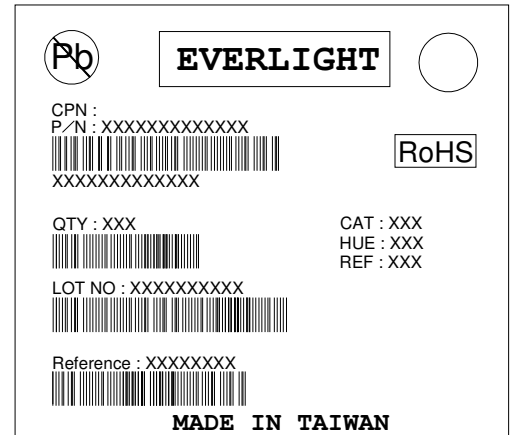 Pb
EVERLIGHT
CPN :
P/N : XXXXXXXXXXXXX
RoHS
XXXXXXXXXXXXX
QTY : XXX
CAT : XXX
HUE : XXX
REF : XXX
LOT NO : XXXXXXXXXX
Reference : XXXXXXXX
MADE IN TAIWAN